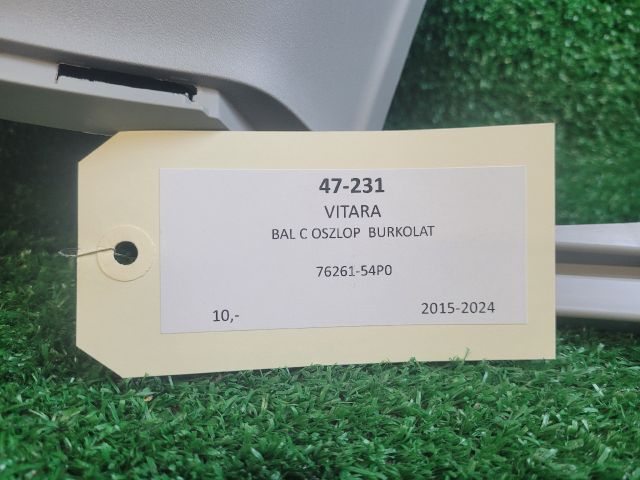 47-231
VITARA
BAL C OSZLOP BURKOLAT
76261-54P0
10,- 2015-2024